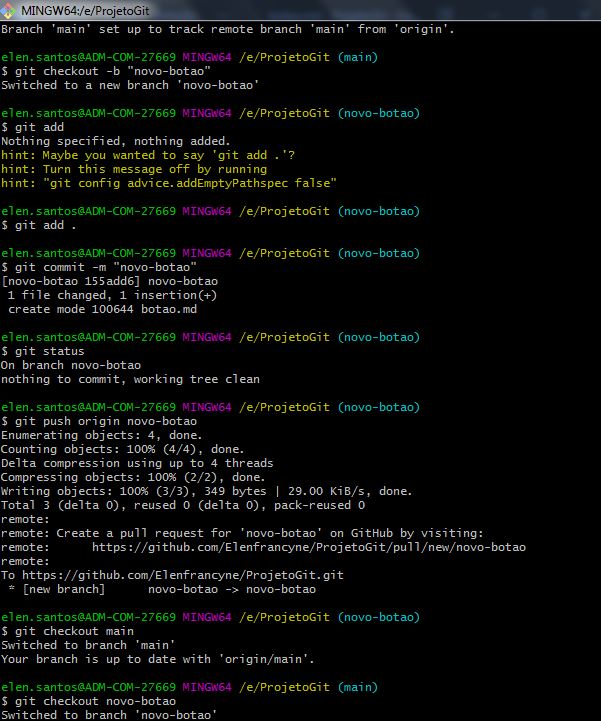 MINGW64:/e/ProjetoGit
Branch 'main' set up to track remote branch 'main' from 'origin'.
elen.santos@ADM-COM-27669 MINGW64 /e/ProjetoGit (main)
$ git checkout -b "novo-botao"
Switched to a new branch 'novo-botao'
elen.santos@ADM-COM-27669 MINGW64 /e/ProjetoGit (novo-botao)
$ git add
Nothing specified, nothing added.
hint: Maybe you wanted to say 'git add .'?
hint: Turn this message off by running
hint: "git config advice.addEmptyPathspec false"
elen.santos@ADM-COM-27669 MINGW64 /e/ProjetoGit (novo-botao)
$ git add .
elen.santos@ADM-COM-27669 MINGW64 /e/ProjetoGit (novo-botao)
$ git commit -m "novo-botao"
[novo-botao 155add6] novo-botao
 1 file changed, 1 insertion(+)
 create mode 100644 botao.md
elen.santos@ADM-COM-27669 MINGW64 /e/ProjetoGit (novo-botao)
$ git status
On branch novo-botao
nothing to commit, working tree clean
elen.santos@ADM-COM-27669 MINGW64 /e/ProjetoGit (novo-botao)
$ git push origin novo-botao
Enumerating objects: 4, done.
Counting objects: 100% (4/4), done.
Delta compression using up to 4 threads
Compressing objects: 100% (2/2), done.
Writing objects: 100% (3/3), 349 bytes | 29.00 KiB/s, done.
Total 3 (delta 0), reused 0 (delta 0), pack-reused 0
remote:
remote: Create a pull request for 'novo-botao' on GitHub by visiting:
remote:      https://github.com/Elenfrancyne/ProjetoGit/pull/new/novo-botao
remote:
To https://github.com/Elenfrancyne/ProjetoGit.git
 * [new branch]      novo-botao -> novo-botao
elen.santos@ADM-COM-27669 MINGW64 /e/ProjetoGit (novo-botao)
$ git checkout main
Switched to branch 'main'
Your branch is up to date with 'origin/main'.
elen.santos@ADM-COM-27669 MINGW64 /e/ProjetoGit (main)
$ git checkout novo-botao
Switched to branch 'novo-botao'